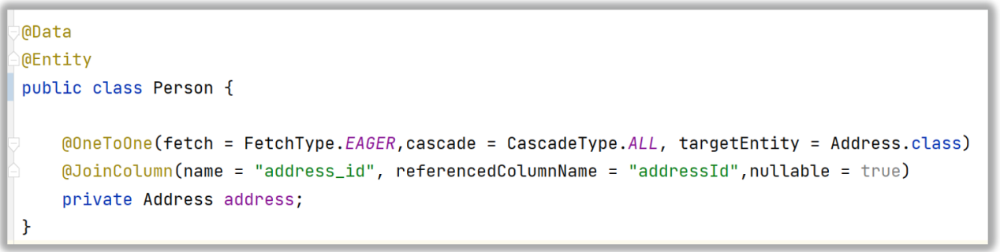 @Data
@Entity
public class Person {
@OneToOne(fetch = FetchType.EAGER,cascade = CascadeType.ALL, targetEntity = Address.class)
@JoinColumn(name = "address_id", referencedColumnName = "addressId",nullable = true)
private Address address;
}